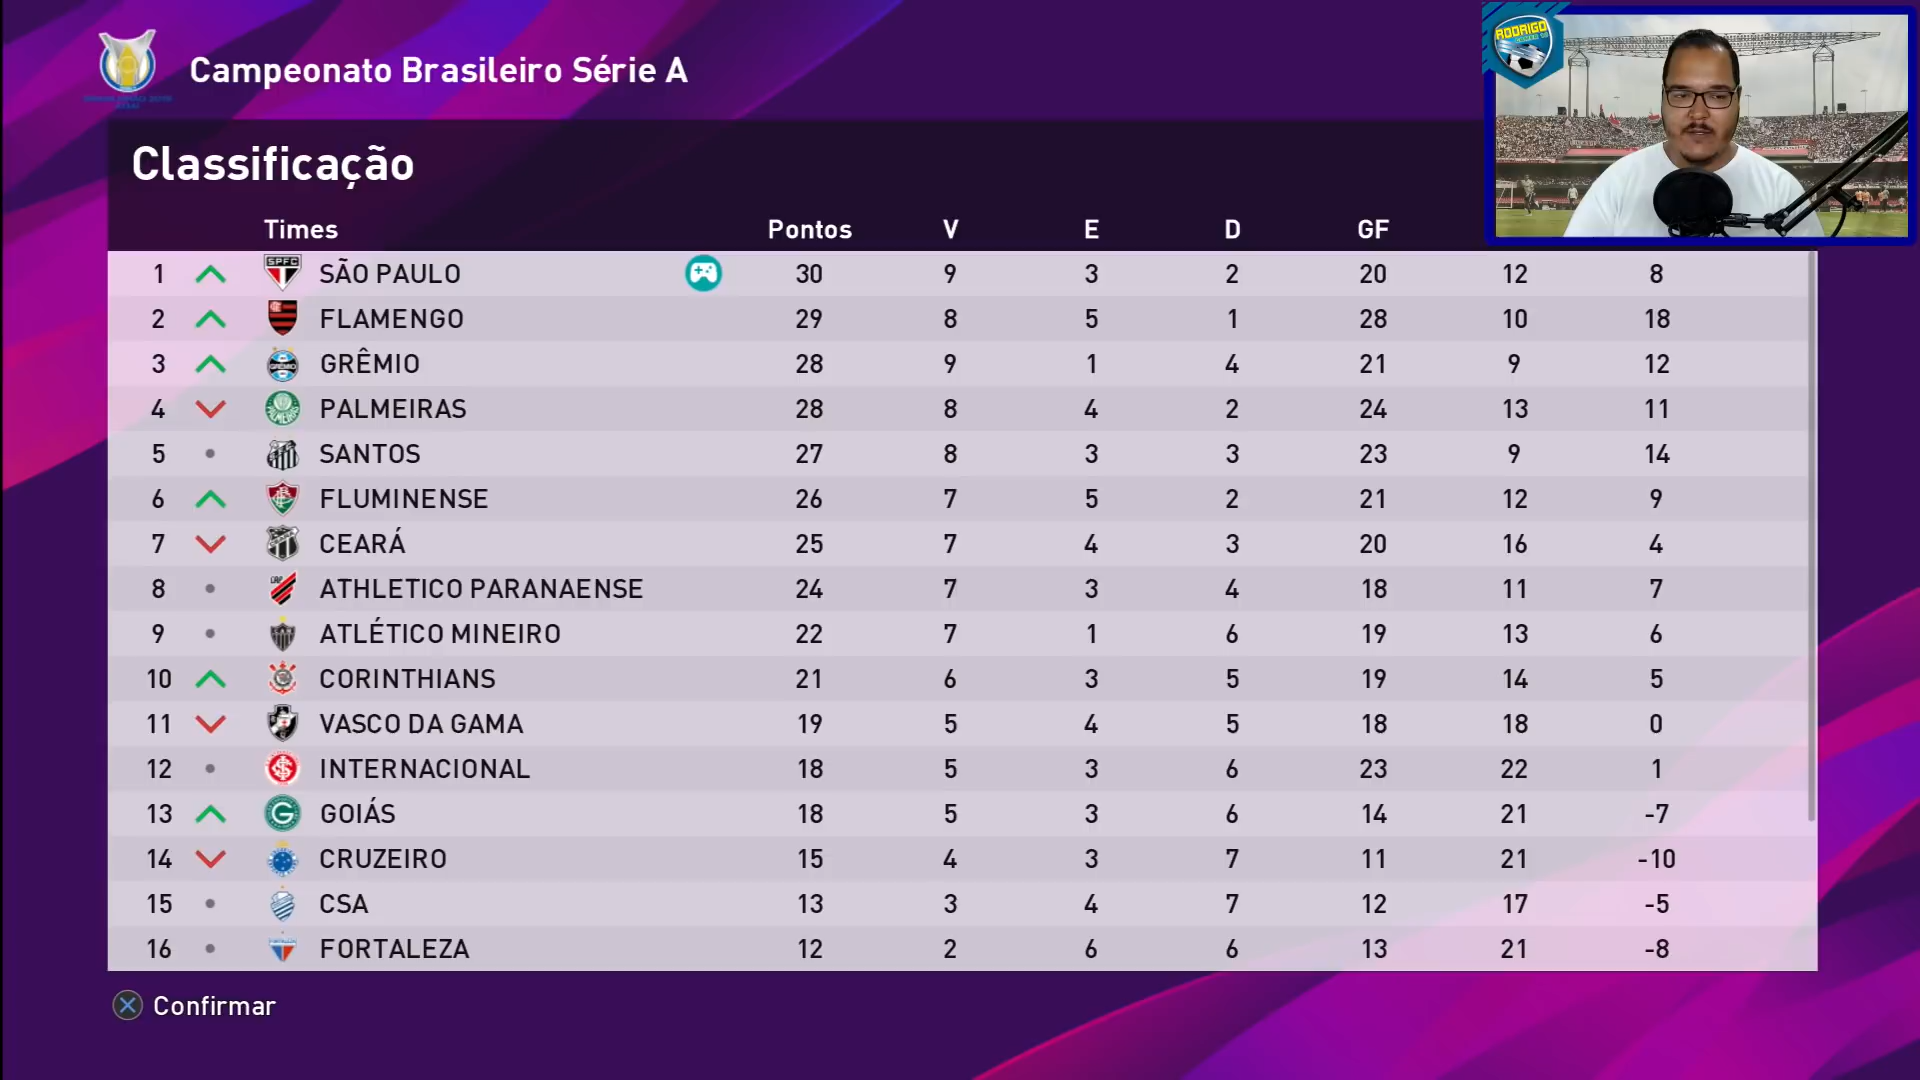 Campeonato Brasileiro Série A
RODRIGO
Classificação
Times Pontos V E D GF
1 SPFC SÃO PAULO 30 9 3 2 20 12 8
2 FLAMENGO 29 8 5 1 28 10 18
3 GRÊMIO 28 9 1 4 21 9 12
4 PALMEIRAS 28 8 4 2 24 13 11
5 SANTOS 27 8 3 3 23 9 14
6 FLUMINENSE 26 7 5 2 21 12 9
7 CEARÁ 25 7 4 3 20 16 4
8 ATHLETICO PARANAENSE 24 7 3 4 18 11 7
9 ATLÉTICO MINEIRO 22 7 1 6 19 13 6
10 CORINTHIANS 21 6 3 5 19 14 5
11 VASCO DA GAMA 19 5 4 5 18 18 0
12 INTERNACIONAL 18 5 3 6 23 22 1
13 GOIÁS 18 5 3 6 14 21 -7
14 CRUZEIRO 15 4 3 7 11 21 -10
15 CSA 13 3 4 7 12 17 -5
16 FORTALEZA 12 2 6 6 13 21 -8
Confirmar